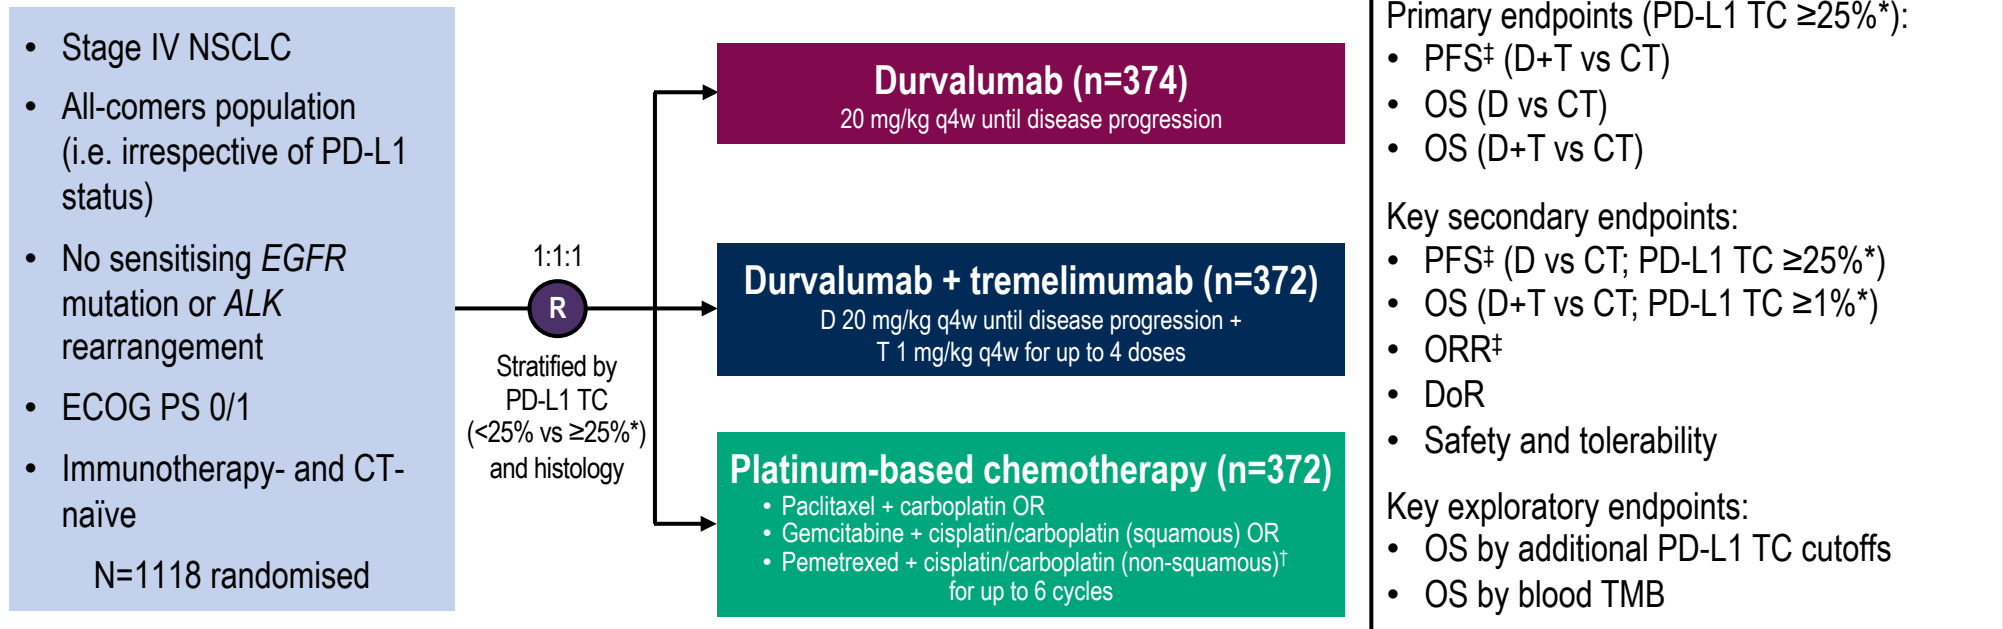 • Stage IV NSCLC
• All-comers population
(i.e. irrespective of PD-L1
status)
• No sensitising EGFR
mutation or ALK
rearrangement
• ECOG PS 0/1
• Immunotherapy- and CT-
naïve
N=1118 randomised
1:1:1
R
Stratified by
PD-L1 TC
(<25% vs ≥25%*)
and histology
Durvalumab (n=374)
20 mg/kg q4w until disease progression
Durvalumab + tremelimumab (n=372)
D 20 mg/kg q4w until disease progression +
T 1 mg/kg q4w for up to 4 doses
Platinum-based chemotherapy (n=372)
• Paclitaxel + carboplatin OR
• Gemcitabine + cisplatin/carboplatin (squamous) OR
• Pemetrexed + cisplatin/carboplatin (non-squamous)†
for up to 6 cycles
Primary endpoints (PD-L1 TC ≥25%*):
• PFS‡ (D+T vs CT)
• OS (D vs CT)
• OS (D+T vs CT)
Key secondary endpoints:
• PFS‡ (D vs CT; PD-L1 TC ≥25%*)
• OS (D+T vs CT; PD-L1 TC ≥1%*)
• ORR‡
• DoR
• Safety and tolerability
Key exploratory endpoints:
• OS by additional PD-L1 TC cutoffs
• OS by blood TMB